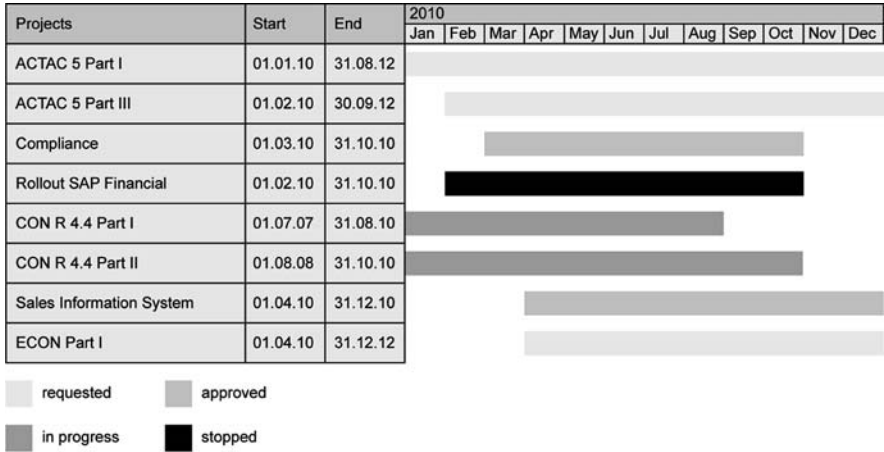 Projects Start End 2010
Jan Feb Mar Apr May Jun Jul Aug Sep Oct Nov Dec
ACTAC 5 Part I 01.01.10 31.08.12
ACTAC 5 Part III 01.02.10 30.09.12
Compliance 01.03.10 31.10.10
Rollout SAP Financial 01.02.10 31.10.10
CON R 4.4 Part I 01.07.07 31.08.10
CON R 4.4 Part II 01.08.08 31.10.10
Sales Information System 01.04.10 31.12.10
ECON Part I 01.04.10 31.12.12
requested approved
in progress stopped